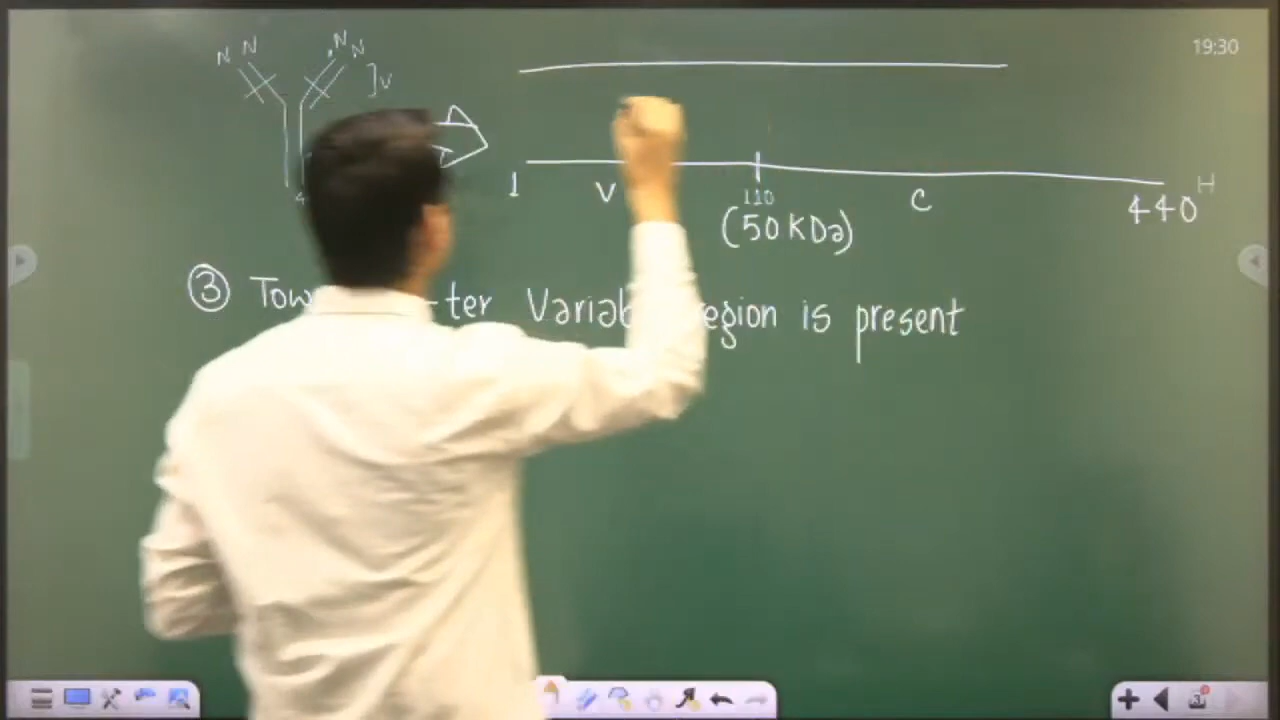 19:30
N N N N
V
1 V 110 C 440 H
(50 KDa)
③ Tow -ter Variab egion is present